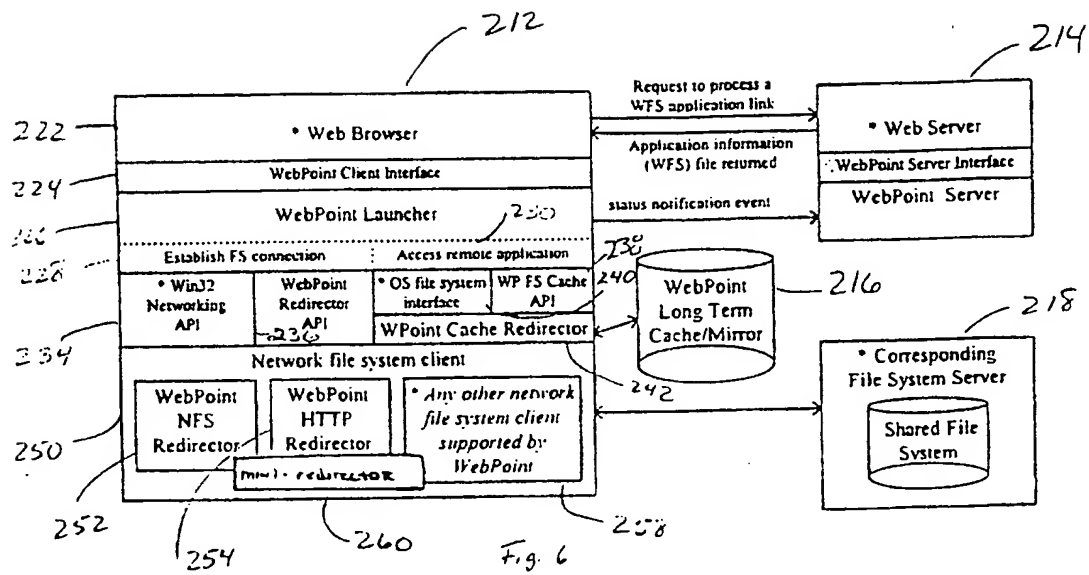 212
214
Request to process a
WFS application link
222
* Web Browser
* Web Server
Application information
(WFS) file returned
WebPoint Client Interface
WebPoint Server Interface
224
WebPoint Server
WebPoint Launcher
status notification event
230
228
Establish FS connection
Access remote application
238
240
* Win32
Networking
API
WebPoint
Redirector
API
* OS file system
interface
WP FS Cache
API
WebPoint
Long Term
Cache/Mirror
216
218
234
236
WPoint Cache Redirector
Network file system client
242
* Corresponding
File System Server
WebPoint
NFS
Redirector
WebPoint
HTTP
Redirector
* Any other network
file system client
supported by
WebPoint
Shared File
System
250
mini-redirector
252
254
260
258
Fig. 6